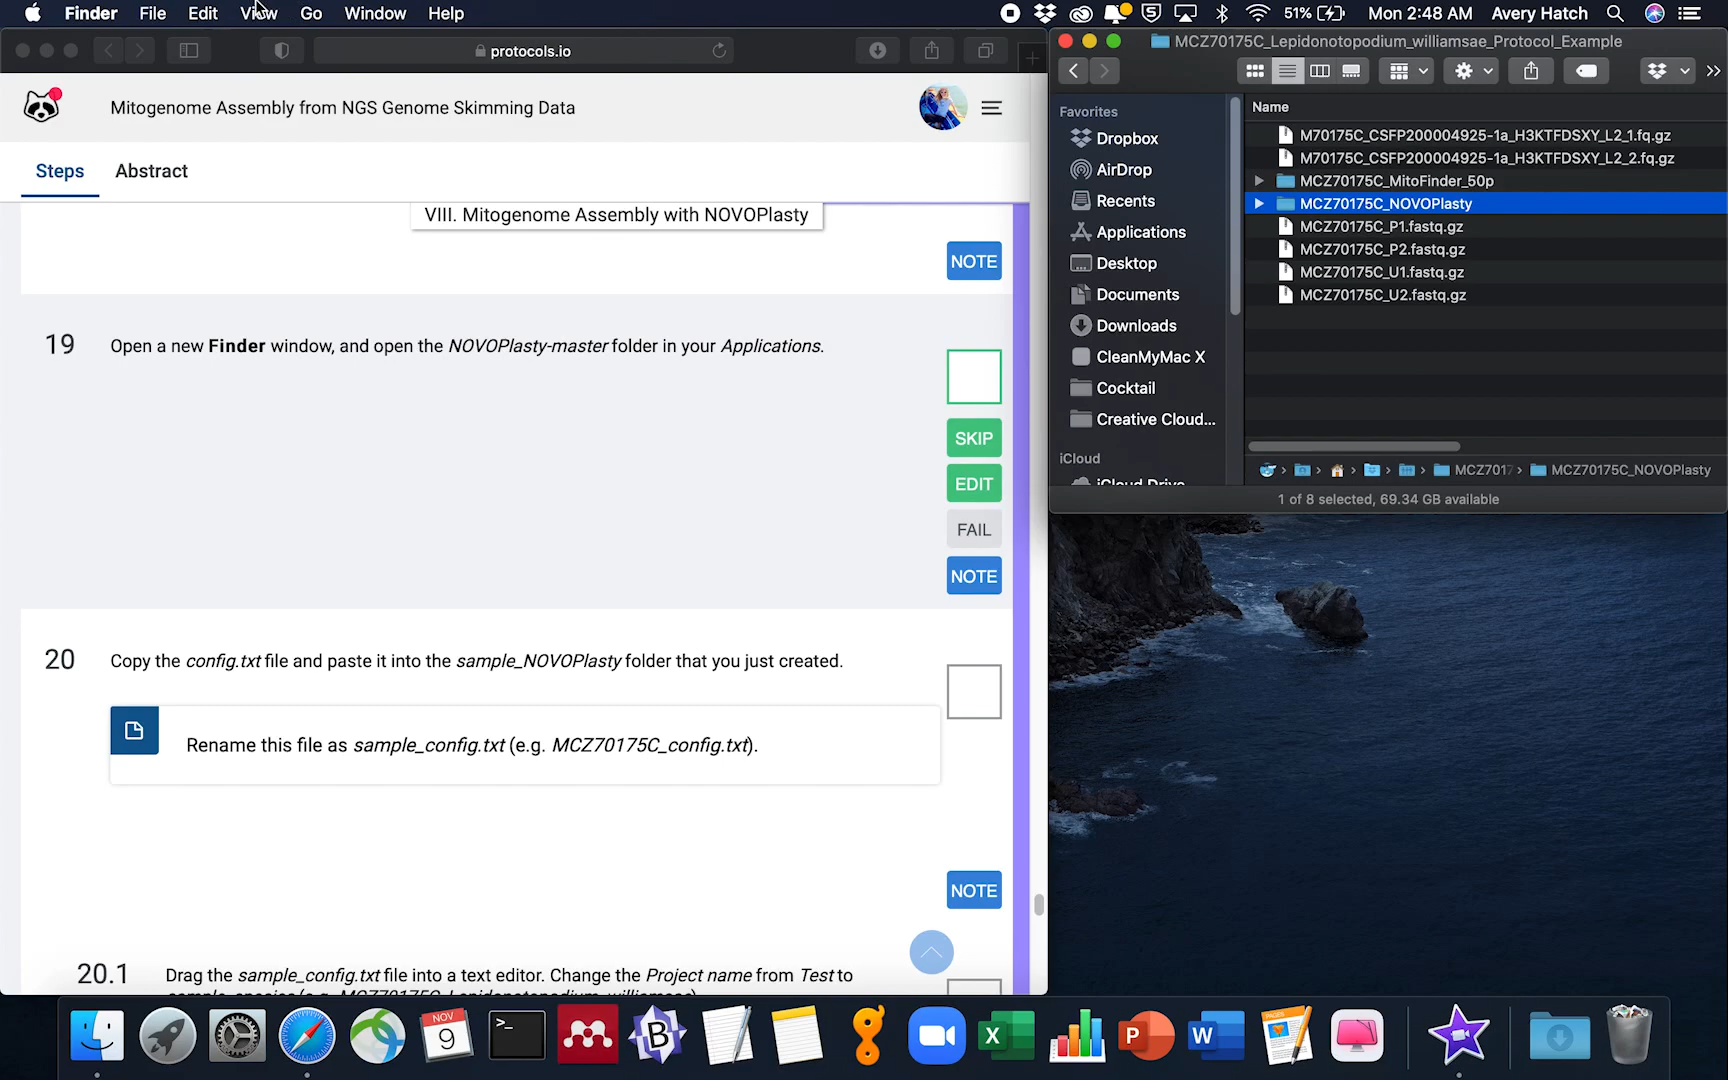 Finder File Edit View Go Window Help
51% Mon 2:48 AM Avery Hatch
protocols.io
Mitogenome Assembly from NGS Genome Skimming Data
Steps Abstract
VIII. Mitogenome Assembly with NOVOPlasty
NOTE
19 Open a new Finder window, and open the NOVOPlasty-master folder in your Applications.
SKIP
EDIT
FAIL
NOTE
20 Copy the config.txt file and paste it into the sample_NOVOPlasty folder that you just created.
Rename this file as sample_config.txt (e.g. MCZ70175C_config.txt).
NOTE
20.1 Drag the sample_config.txt file into a text editor. Change the Project name from Test to
sample_species (e.g. MCZ70175C_Lepidonotopodium_williamsae)
MCZ70175C_Lepidonotopodium_williamsae_Protocol_Example
Favorites
Dropbox
AirDrop
Recents
Applications
Desktop
Documents
Downloads
CleanMyMac X
Cocktail
Creative Cloud...
iCloud
iCloud Drive
Name
M70175C_CSFP200004925-1a_H3KTFDSXY_L2_1.fq.gz
M70175C_CSFP200004925-1a_H3KTFDSXY_L2_2.fq.gz
MCZ70175C_MitoFinder_50p
MCZ70175C_NOVOPlasty
MCZ70175C_P1.fastq.gz
MCZ70175C_P2.fastq.gz
MCZ70175C_U1.fastq.gz
MCZ70175C_U2.fastq.gz
MCZ7017 › MCZ70175C_NOVOPlasty
1 of 8 selected, 69.34 GB available
NOV
9